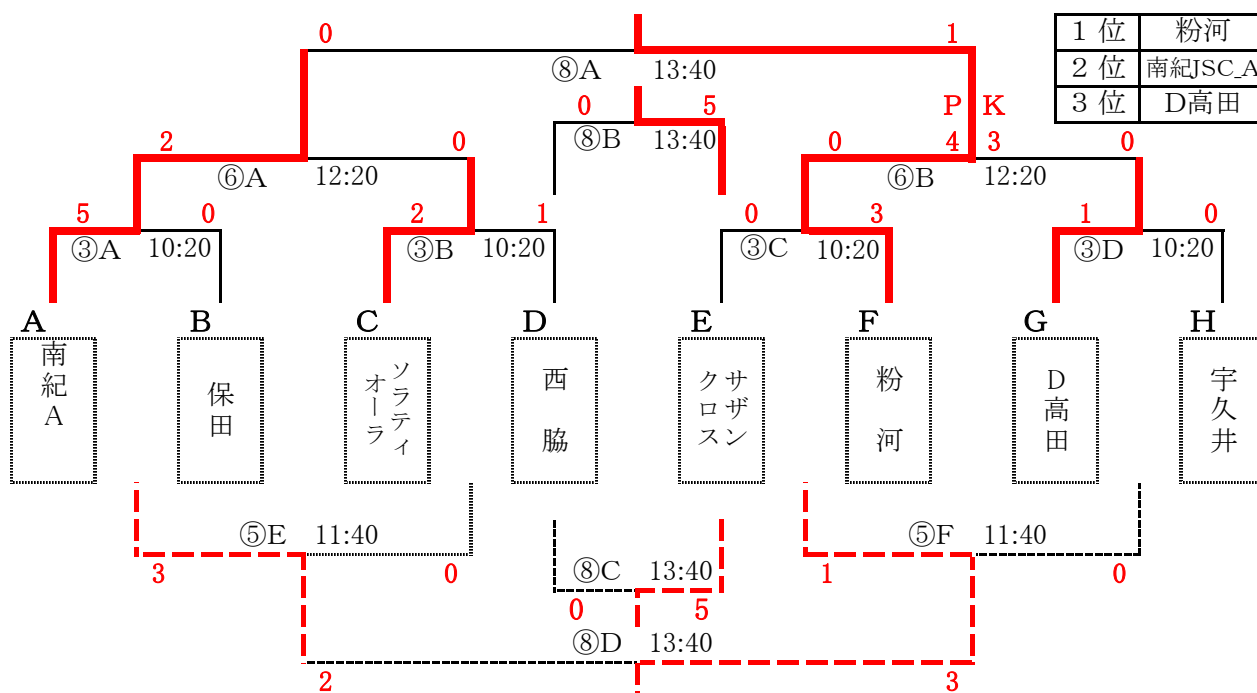 0 1
1 位 粉河
2 位 南紀JSC_A
3 位 D高田
⑧A 13:40
0 5 P K
⑧B 13:40
2 0 0 4 3 0
⑥A 12:20 ⑥B 12:20
5 0 2 1 0 3 1 0
③A 10:20 ③B 10:20 ③C 10:20 ③D 10:20
A B C D E F G H
南紀A
保田
ソラティ
オーラ
西脇
サザン
クロス
粉河
D高田
宇久井
⑤E 11:40 ⑤F 11:40
3 0 1 0
⑧C 13:40
0 5
⑧D 13:40
2 3